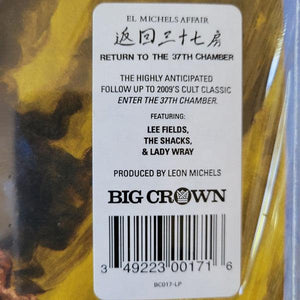 EL MICHELS AFFAIR
返回三十七房
RETURN TO THE 37TH CHAMBER
THE HIGHLY ANTICIPATED
FOLLOW UP TO 2009'S CULT CLASSIC
ENTER THE 37TH CHAMBER.
FEATURING:
LEE FIELDS,
THE SHACKS,
& LADY WRAY
PRODUCED BY LEON MICHELS
BIG CROWN
3 49223 00171 6
BC017-LP